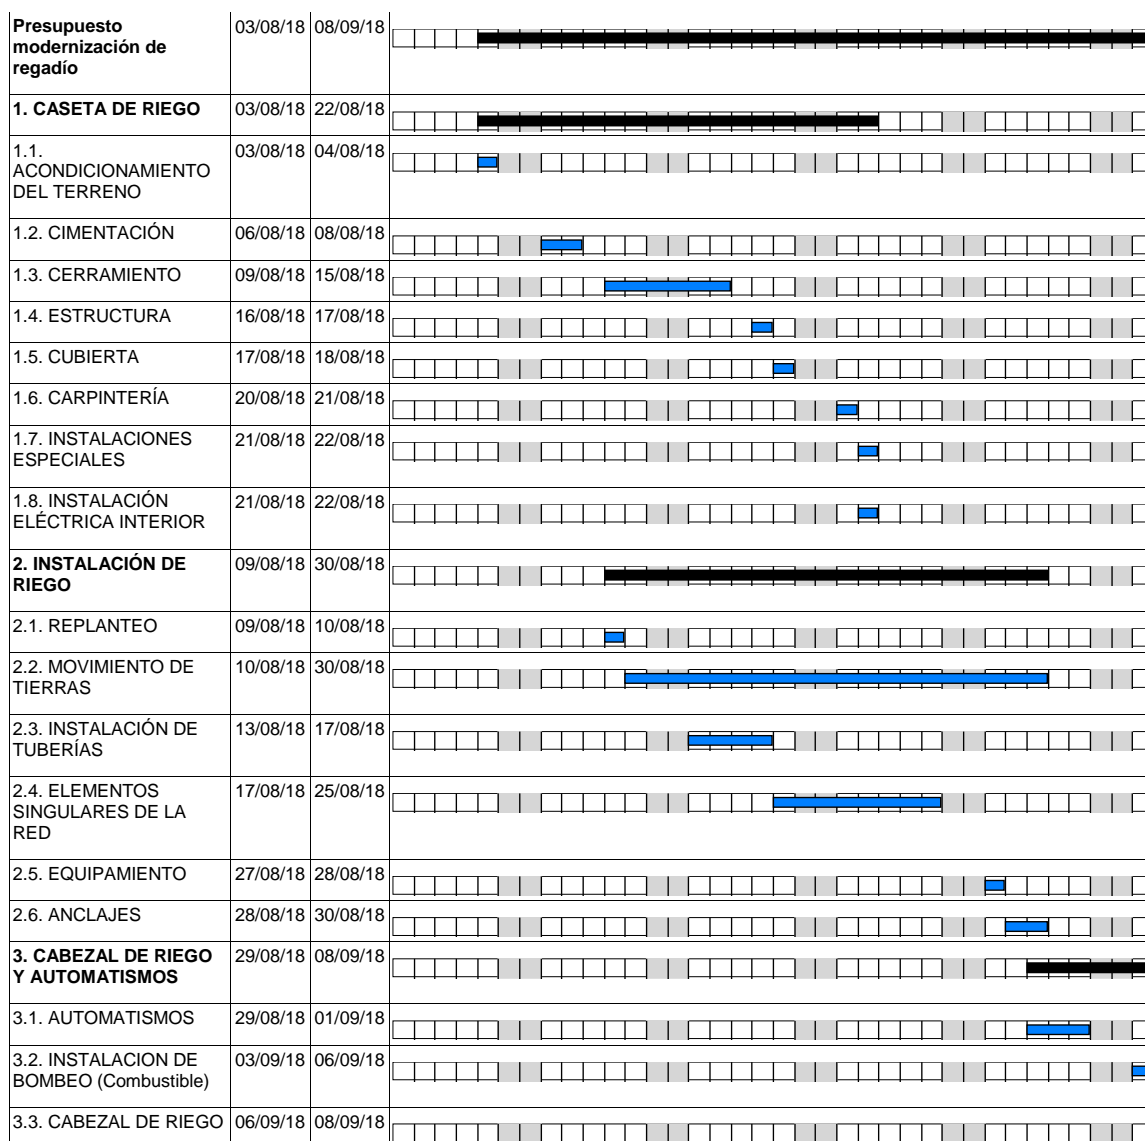 Presupuesto 03/08/18 08/09/18
modernización de
regadío
1. CASETA DE RIEGO 03/08/18 22/08/18
1.1. 03/08/18 04/08/18
ACONDICIONAMIENTO
DEL TERRENO
1.2. CIMENTACIÓN 06/08/18 08/08/18
1.3. CERRAMIENTO 09/08/18 15/08/18
1.4. ESTRUCTURA 16/08/18 17/08/18
1.5. CUBIERTA 17/08/18 18/08/18
1.6. CARPINTERÍA 20/08/18 21/08/18
1.7. INSTALACIONES 21/08/18 22/08/18
ESPECIALES
1.8. INSTALACIÓN 21/08/18 22/08/18
ELÉCTRICA INTERIOR
2. INSTALACIÓN DE 09/08/18 30/08/18
RIEGO
2.1. REPLANTEO 09/08/18 10/08/18
2.2. MOVIMIENTO DE 10/08/18 30/08/18
TIERRAS
2.3. INSTALACIÓN DE 13/08/18 17/08/18
TUBERÍAS
2.4. ELEMENTOS 17/08/18 25/08/18
SINGULARES DE LA
RED
2.5. EQUIPAMIENTO 27/08/18 28/08/18
2.6. ANCLAJES 28/08/18 30/08/18
3. CABEZAL DE RIEGO 29/08/18 08/09/18
Y AUTOMATISMOS
3.1. AUTOMATISMOS 29/08/18 01/09/18
3.2. INSTALACION DE 03/09/18 06/09/18
BOMBEO (Combustible)
3.3. CABEZAL DE RIEGO 06/09/18 08/09/18